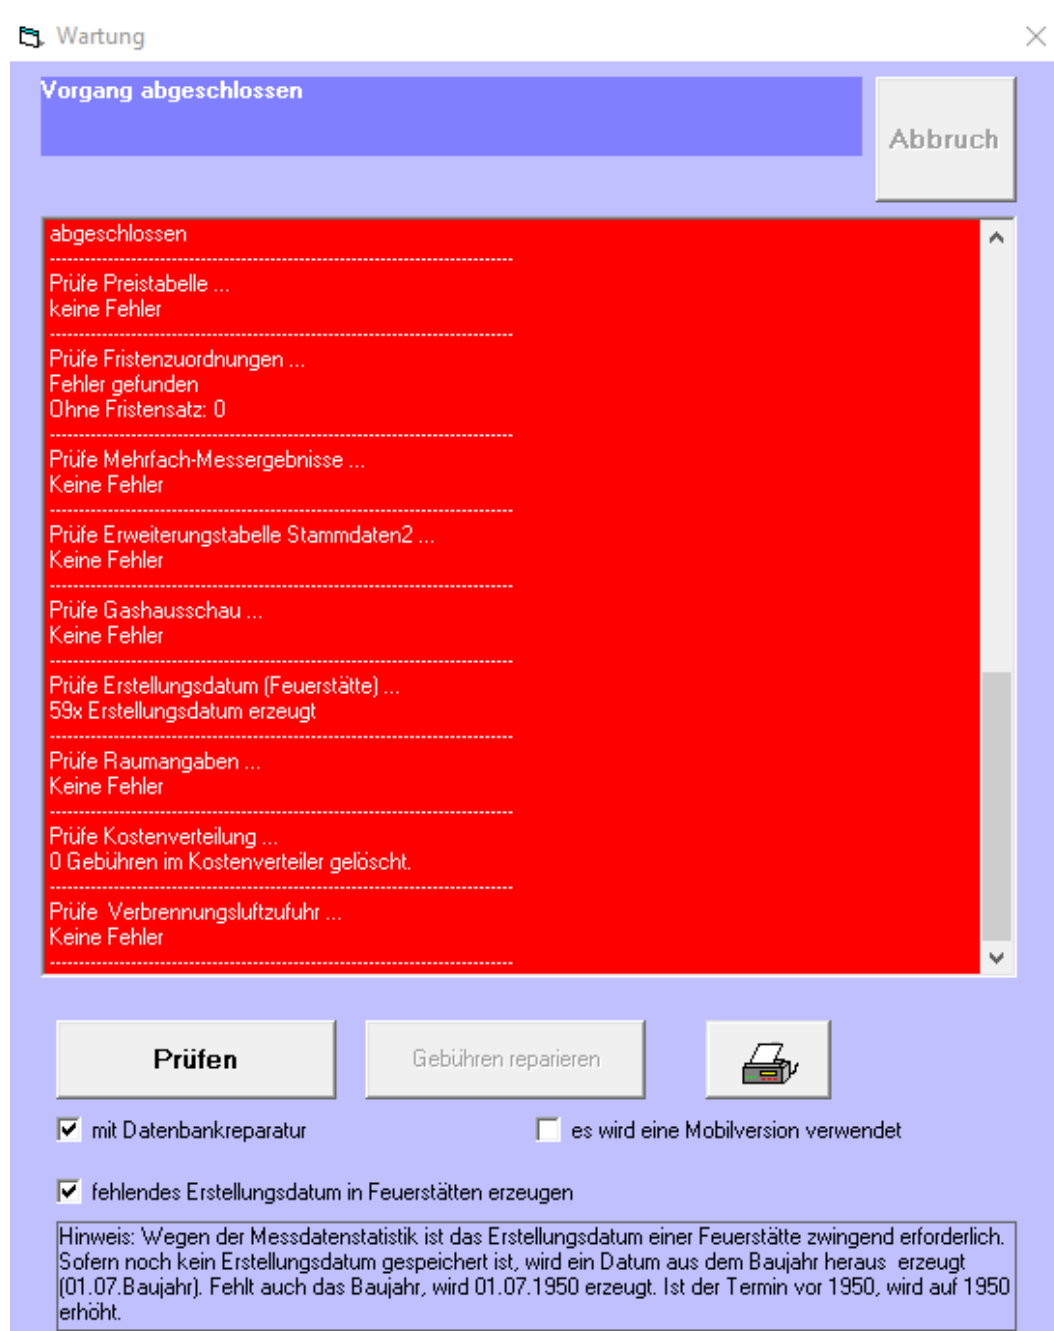 Wartung
Vorgang abgeschlossen
Abbruch
abgeschlossen
--------------------------------------------------------------------------------
Prüfe Preistabelle ...
keine Fehler
--------------------------------------------------------------------------------
Prüfe Fristenzuordnungen ...
Fehler gefunden
Ohne Fristensatz: 0
--------------------------------------------------------------------------------
Prüfe Mehrfach-Messergebnisse ...
Keine Fehler
--------------------------------------------------------------------------------
Prüfe Erweiterungstabelle Stammdaten2 ...
Keine Fehler
--------------------------------------------------------------------------------
Prüfe Gashausschau ...
Keine Fehler
--------------------------------------------------------------------------------
Prüfe Erstellungsdatum (Feuerstätte) ...
59x Erstellungsdatum erzeugt
--------------------------------------------------------------------------------
Prüfe Raumangaben ...
Keine Fehler
--------------------------------------------------------------------------------
Prüfe Kostenverteilung ...
0 Gebühren im Kostenverteiler gelöscht.
--------------------------------------------------------------------------------
Prüfe  Verbrennungsluftzufuhr ...
Keine Fehler
--------------------------------------------------------------------------------
Prüfen
Gebühren reparieren
mit Datenbankreparatur
es wird eine Mobilversion verwendet
fehlendes Erstellungsdatum in Feuerstätten erzeugen
Hinweis: Wegen der Messdatenstatistik ist das Erstellungsdatum einer Feuerstätte zwingend erforderlich.
Sofern noch kein Erstellungsdatum gespeichert ist, wird ein Datum aus dem Baujahr heraus  erzeugt
(01.07.Baujahr). Fehlt auch das Baujahr, wird 01.07.1950 erzeugt. Ist der Termin vor 1950, wird auf 1950
erhöht.